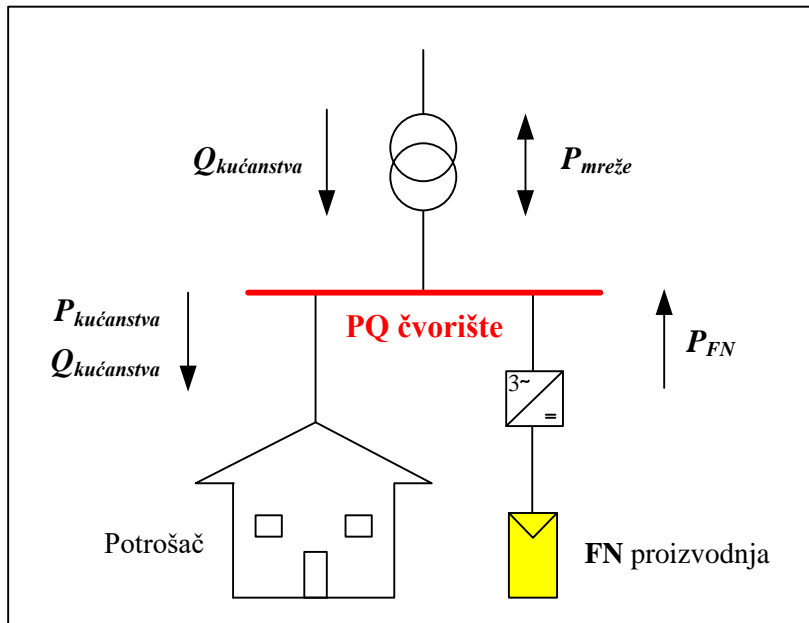 Qkućanstva
Pmreže
Pkućanstva
Qkućanstva
PQ čvorište
PFN
3~
=
Potrošač
FN proizvodnja